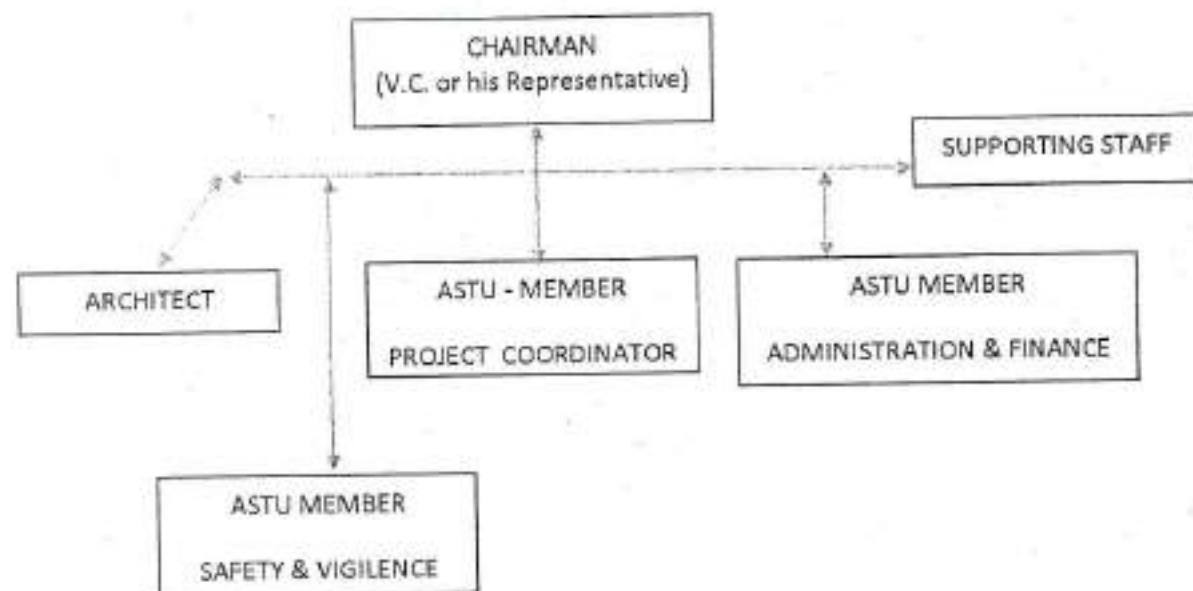 CHAIRMAN
(V.C. or his Representative)
SUPPORTING STAFF
ARCHITECT
ASTU - MEMBER
PROJECT COORDINATOR
ASTU MEMBER
ADMINISTRATION & FINANCE
ASTU MEMBER
SAFETY & VIGILENCE